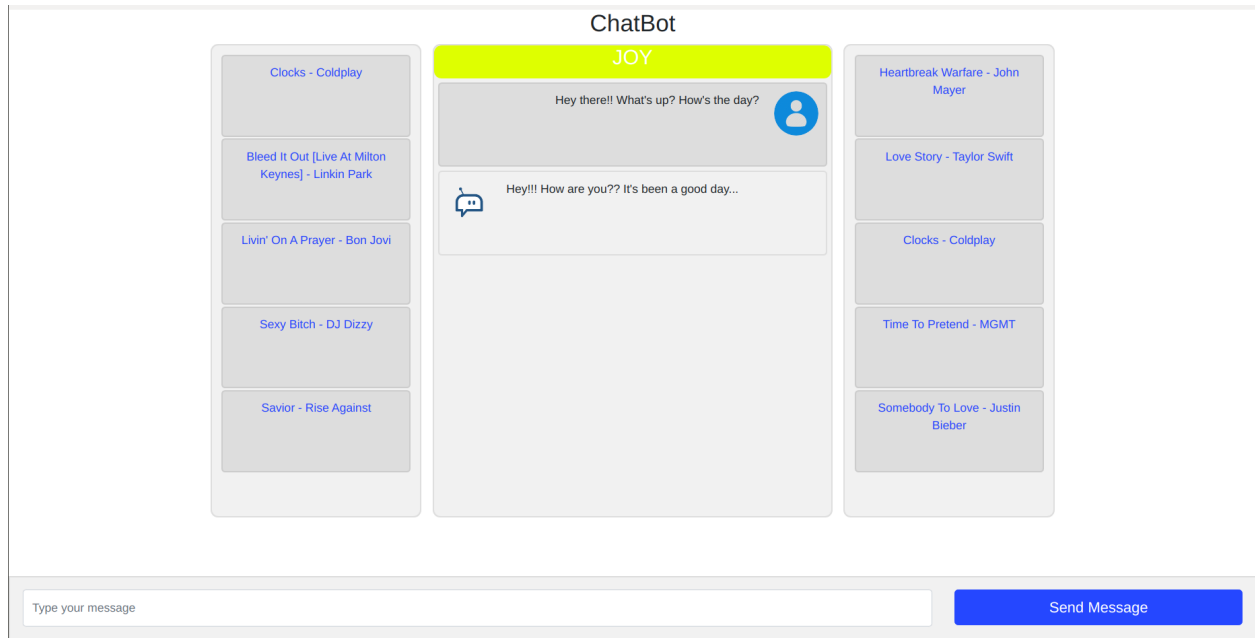 ChatBot
Clocks - Coldplay
Bleed It Out [Live At Milton
Keynes] - Linkin Park
Livin' On A Prayer - Bon Jovi
Sexy Bitch - DJ Dizzy
Savior - Rise Against
JOY
Hey there!! What's up? How's the day?
Hey!!! How are you?? It's been a good day...
Heartbreak Warfare - John
Mayer
Love Story - Taylor Swift
Clocks - Coldplay
Time To Pretend - MGMT
Somebody To Love - Justin
Bieber
Type your message
Send Message